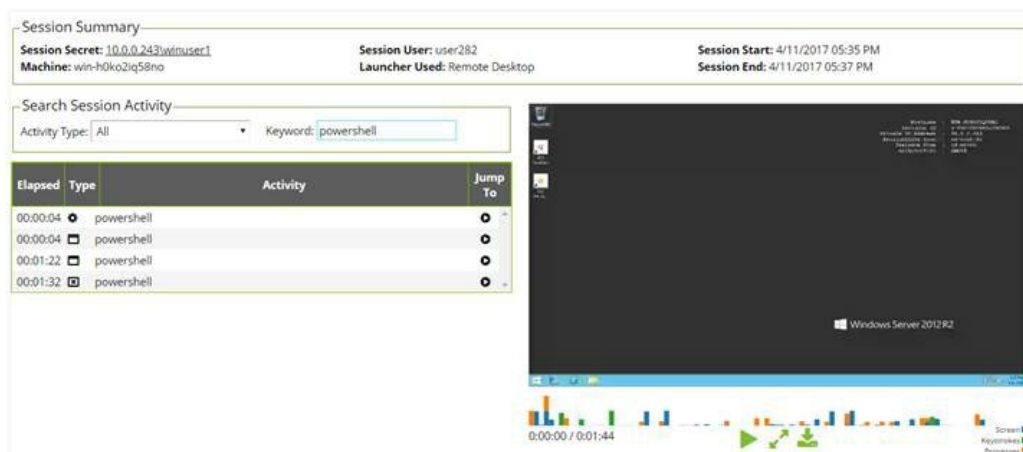 Session Summary
Session Secret: 10.0.0.243\winuser1
Session User: user282
Session Start: 4/11/2017 05:35 PM
Machine: win-h0ko2iq58no
Launcher Used: Remote Desktop
Session End: 4/11/2017 05:37 PM
Search Session Activity
Activity Type: All
Keyword: powershell
Elapsed Type Activity Jump To
00:00:04 powershell
00:00:04 powershell
00:01:22 powershell
00:01:32 powershell
Windows Server 2012 R2
0:00:00 / 0:01:44
Screen
Keystrokes
Processes